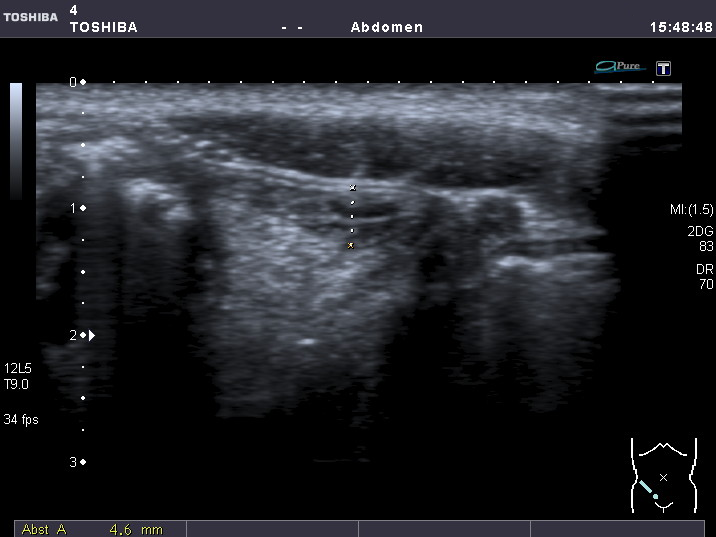 TOSHIBA
4
TOSHIBA - - Abdomen 15:48:48
aPure T
0
1
2
3
MI:(1.5)
2DG
83
DR
70
12L5
T9.0
34 fps
Abst A 4.6 mm